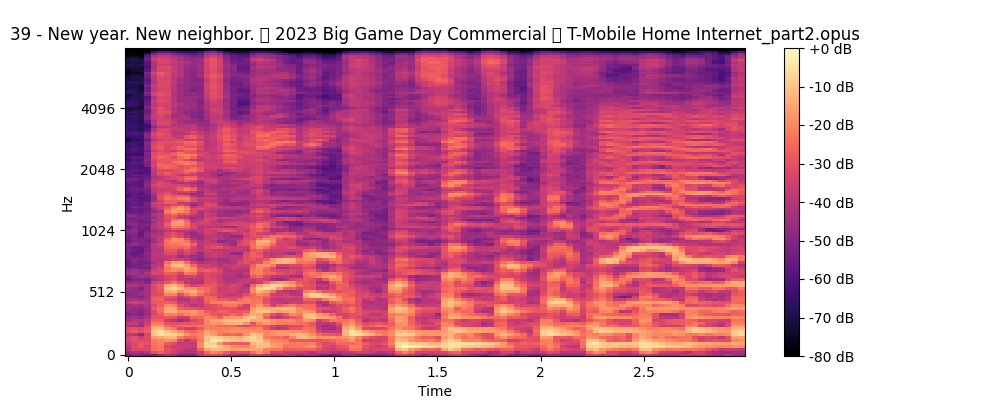 39 - New year. New neighbor. 🏻 2023 Big Game Day Commercial 🏻 T-Mobile Home Internet_part2.opus
+0 dB
-10 dB
-20 dB
-30 dB
-40 dB
-50 dB
-60 dB
-70 dB
-80 dB
4096
2048
1024
512
0
Hz
0
0.5
1
1.5
2
2.5
Time